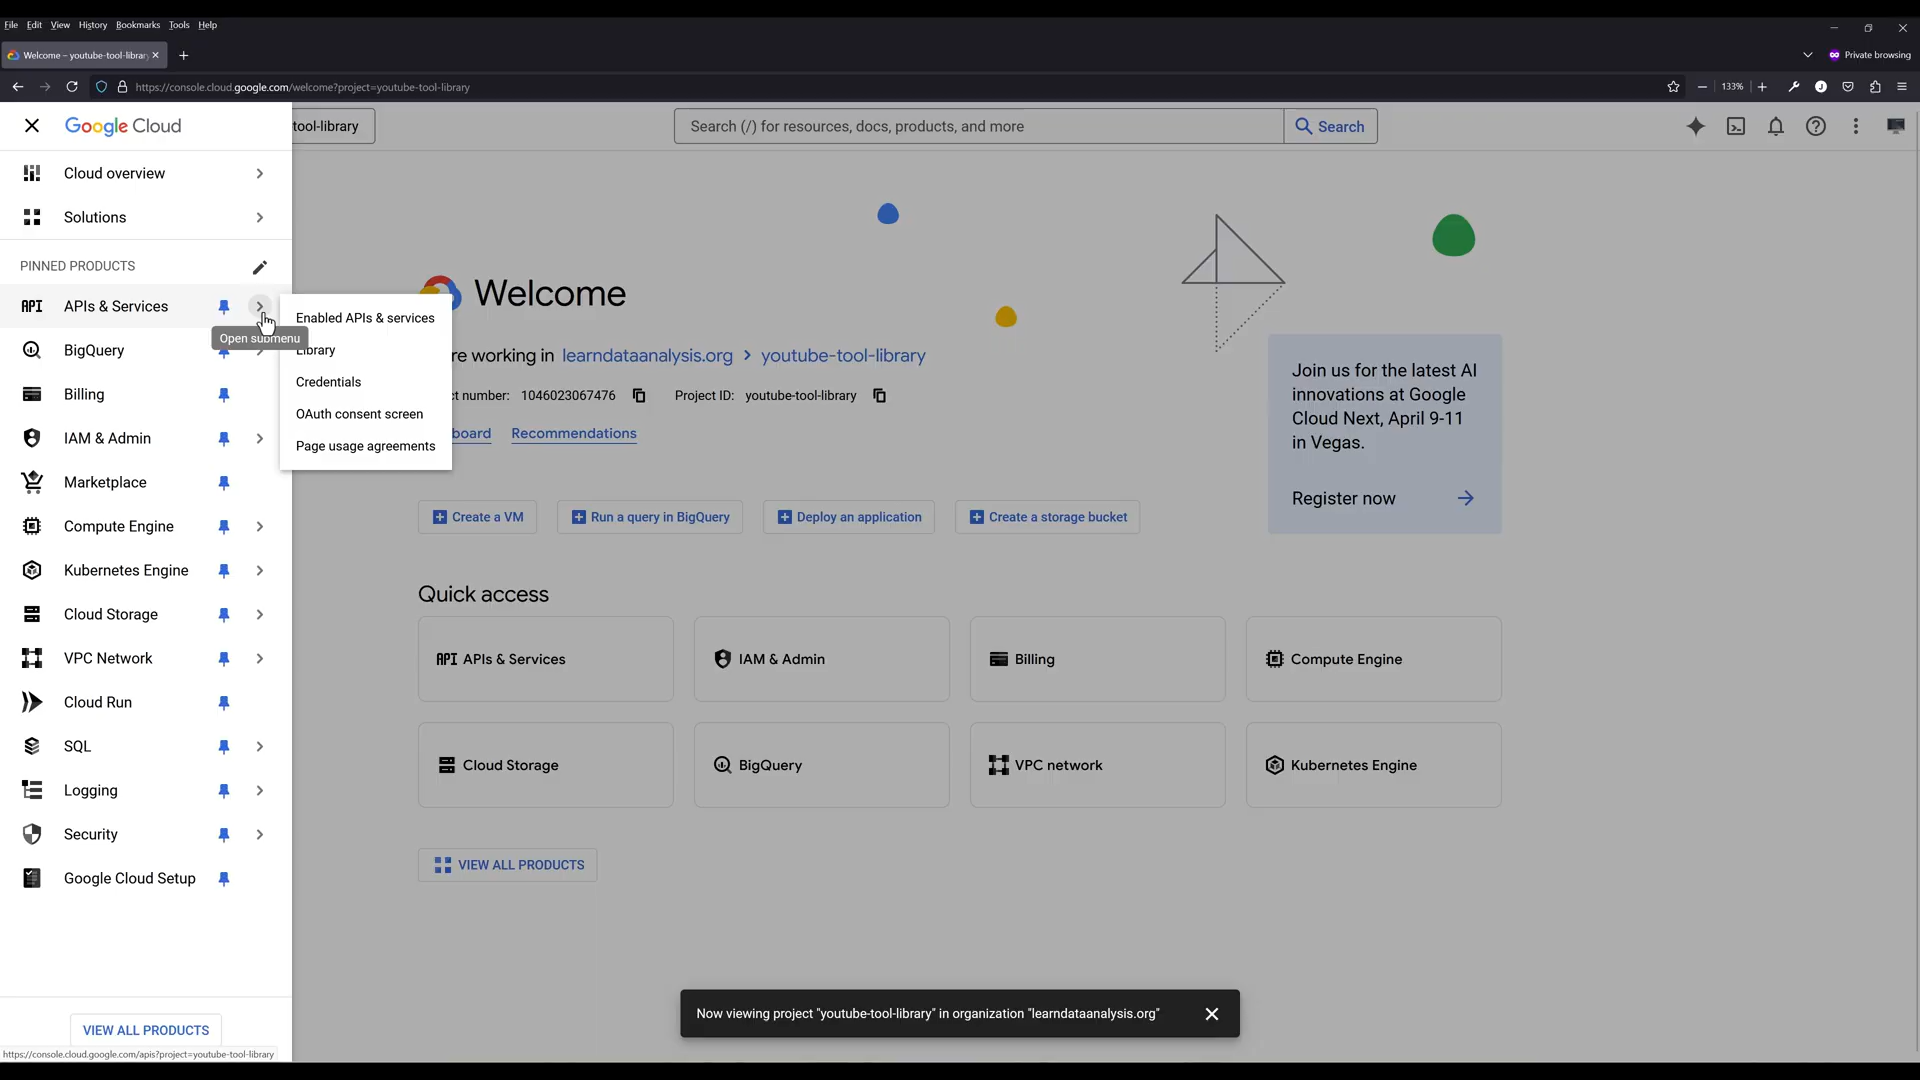 File Edit View History Bookmarks Tools Help
Welcome – youtube-tool-librar
Private browsing
https://console.cloud.google.com/welcome?project=youtube-tool-library
133%
Google Cloud
tool-library
Search (/) for resources, docs, products, and more
Search
Cloud overview
Solutions
PINNED PRODUCTS
API APIs & Services
Open submenu
BigQuery
Billing
IAM & Admin
Marketplace
Compute Engine
Kubernetes Engine
Cloud Storage
VPC Network
Cloud Run
SQL
Logging
Security
Google Cloud Setup
VIEW ALL PRODUCTS
https://console.cloud.google.com/apis?project=youtube-tool-library
Enabled APIs & services
Library
Credentials
OAuth consent screen
Page usage agreements
Welcome
re working in learndataanalysis.org > youtube-tool-library
ct number: 1046023067476 Project ID: youtube-tool-library
board Recommendations
Create a VM
Run a query in BigQuery
Deploy an application
Create a storage bucket
Join us for the latest AI
innovations at Google
Cloud Next, April 9-11
in Vegas.
Register now
Quick access
API APIs & Services
IAM & Admin
Billing
Compute Engine
Cloud Storage
BigQuery
VPC network
Kubernetes Engine
VIEW ALL PRODUCTS
Now viewing project "youtube-tool-library" in organization "learndataanalysis.org"